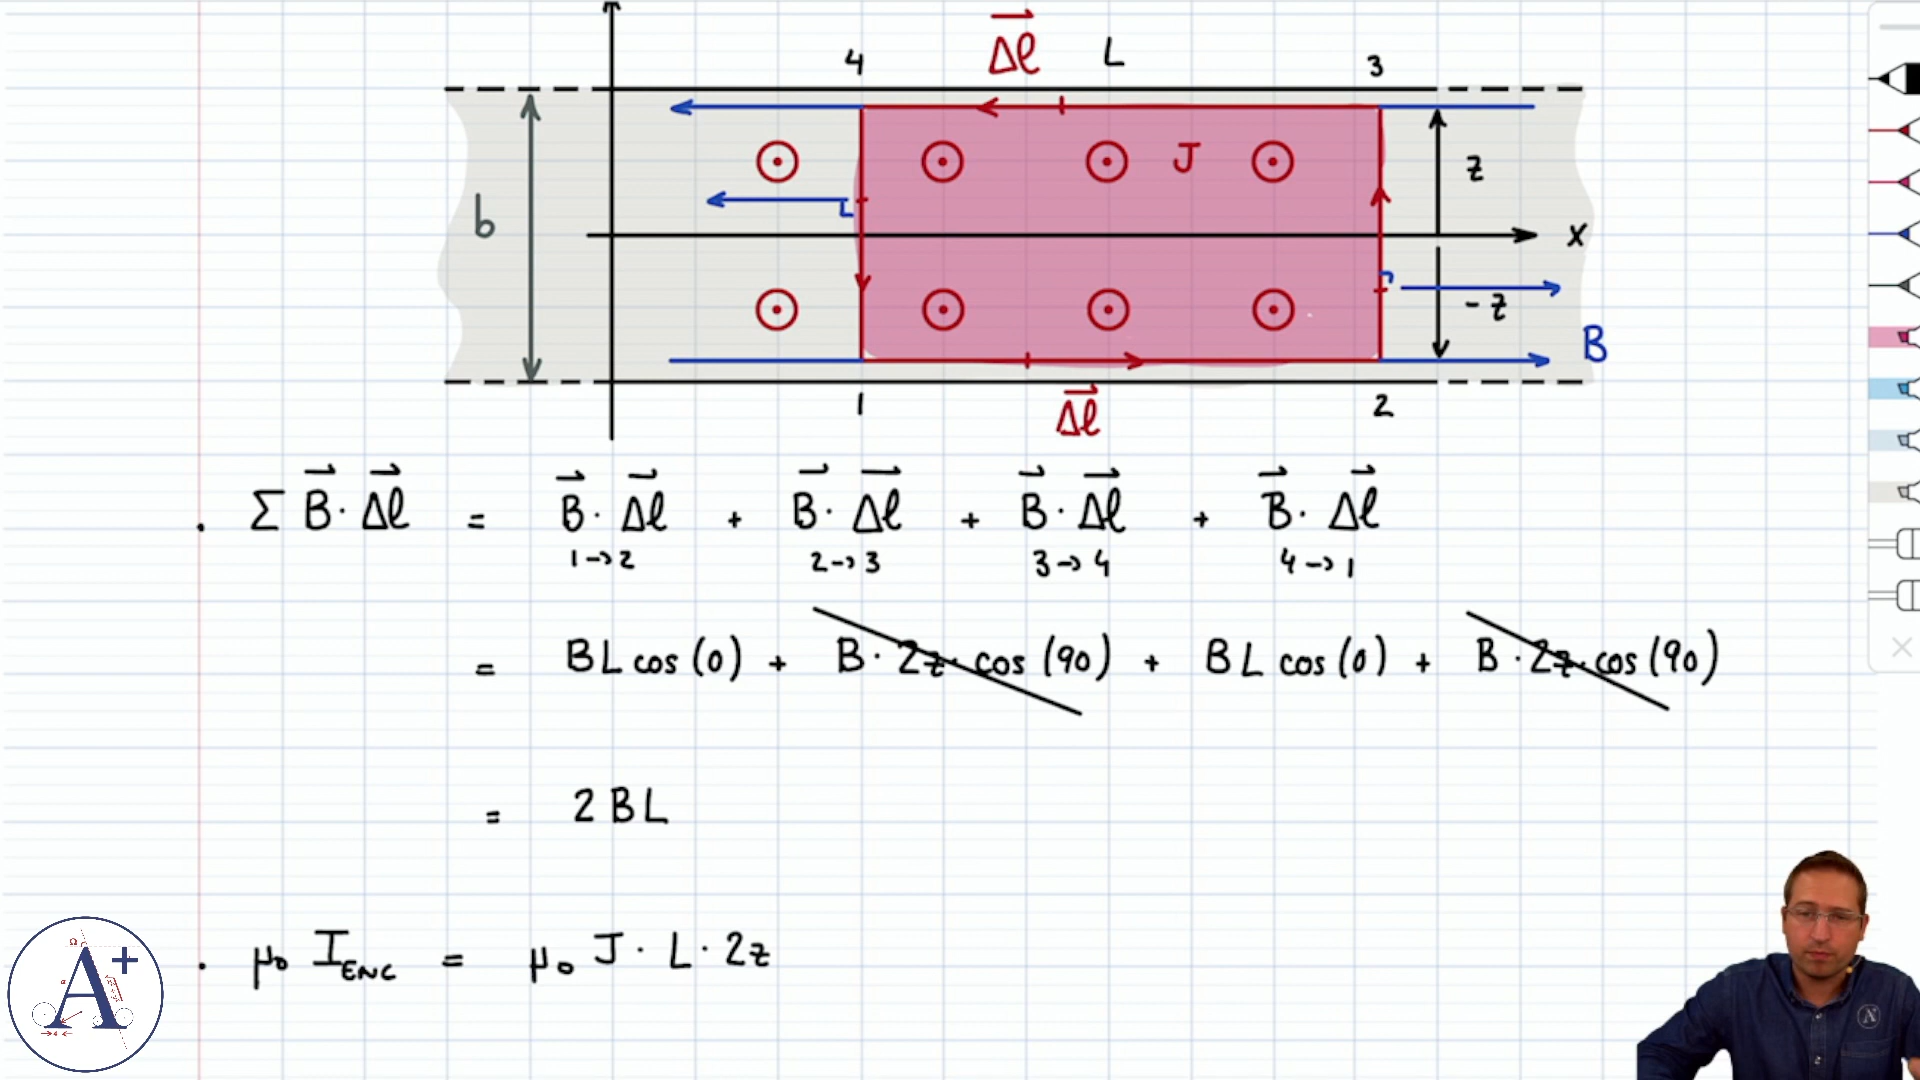 Δl L
4 3
J z
b x
-z B
1 2
Δl
. Σ B · Δl = B · Δl + B · Δl + B · Δl + B · Δl
1→2 2→3 3→4 4→1
= BL cos(0) + B · 2z · cos(90) + BL cos(0) + B · 2z · cos(90)
= 2BL
. μ₀ I_ENC = μ₀ J · L · 2z
A+